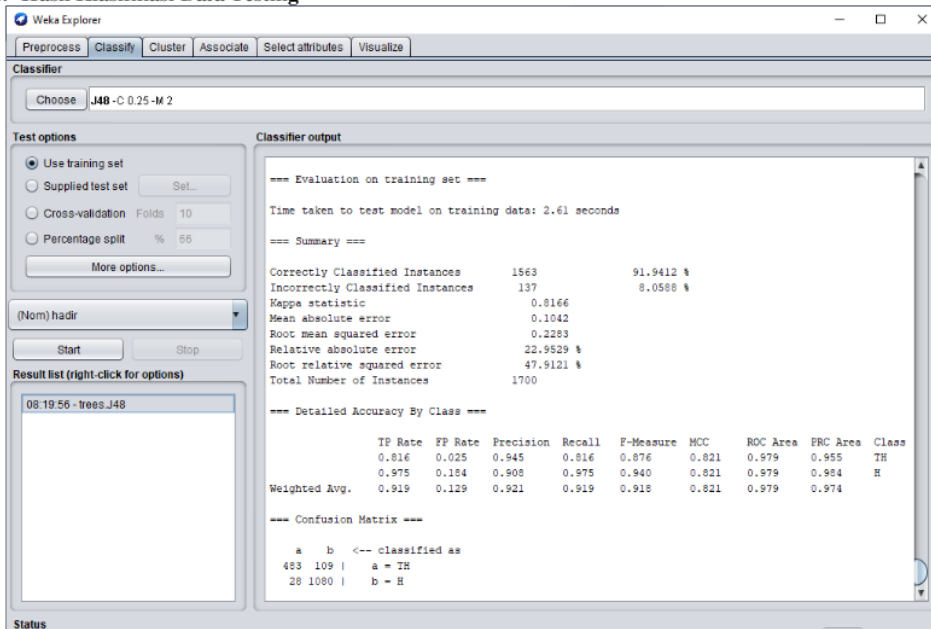 Hasil Klasifikasi Data Testing
Weka Explorer
Preprocess Classify Cluster Associate Select attributes Visualize
Classifier
Choose J48 -C 0.25 -M 2
Test options
Use training set
Supplied test set Set...
Cross-validation Folds 10
Percentage split % 66
More options...
(Nom) hadir
Start Stop
Result list (right-click for options)
08:19:56 - trees.J48
Classifier output
=== Evaluation on training set ===
Time taken to test model on training data: 2.61 seconds
=== Summary ===
Correctly Classified Instances 1563 91.9412 %
Incorrectly Classified Instances 137 8.0588 %
Kappa statistic 0.8166
Mean absolute error 0.1042
Root mean squared error 0.2283
Relative absolute error 22.9529 %
Root relative squared error 47.9121 %
Total Number of Instances 1700
=== Detailed Accuracy By Class ===
TP Rate FP Rate Precision Recall F-Measure MCC ROC Area PRC Area Class
0.816 0.025 0.945 0.816 0.876 0.821 0.979 0.955 TH
0.975 0.184 0.908 0.975 0.940 0.821 0.979 0.984 H
Weighted Avg. 0.919 0.129 0.921 0.919 0.918 0.821 0.979 0.974
=== Confusion Matrix ===
a b <-- classified as
483 109 | a = TH
28 1080 | b = H
Status